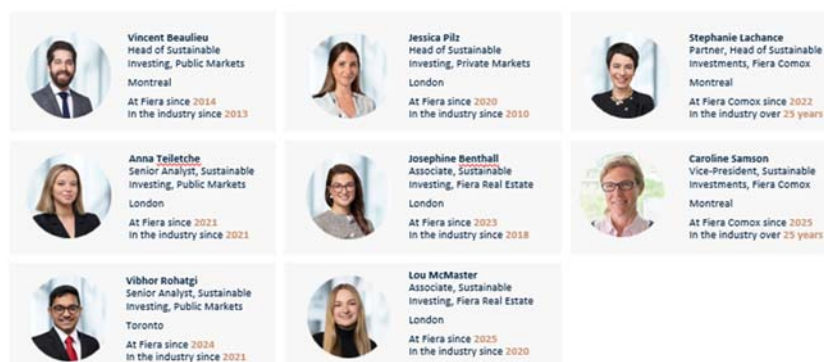 Vincent Beaulieu
Head of Sustainable
Investing, Public Markets
Montreal
At Fiera since 2014
In the industry since 2013
Jessica Pilz
Head of Sustainable
Investing, Private Markets
London
At Fiera since 2020
In the industry since 2010
Stephanie Lachance
Partner, Head of Sustainable
Investments, Fiera Comox
Montreal
At Fiera Comox since 2022
In the industry over 25 years
Anna Teiletche
Senior Analyst, Sustainable
Investing, Public Markets
London
At Fiera since 2021
In the industry since 2021
Josephine Benthall
Associate, Sustainable
Investing, Fiera Real Estate
London
At Fiera since 2023
In the industry since 2018
Caroline Samson
Vice-President, Sustainable
Investments, Fiera Comox
Montreal
At Fiera Comox since 2025
In the industry over 25 years
Vibhor Rohatgi
Senior Analyst, Sustainable
Investing, Public Markets
Toronto
At Fiera since 2024
In the industry since 2021
Lou McMaster
Associate, Sustainable
Investing, Fiera Real Estate
London
At Fiera since 2025
In the industry since 2020